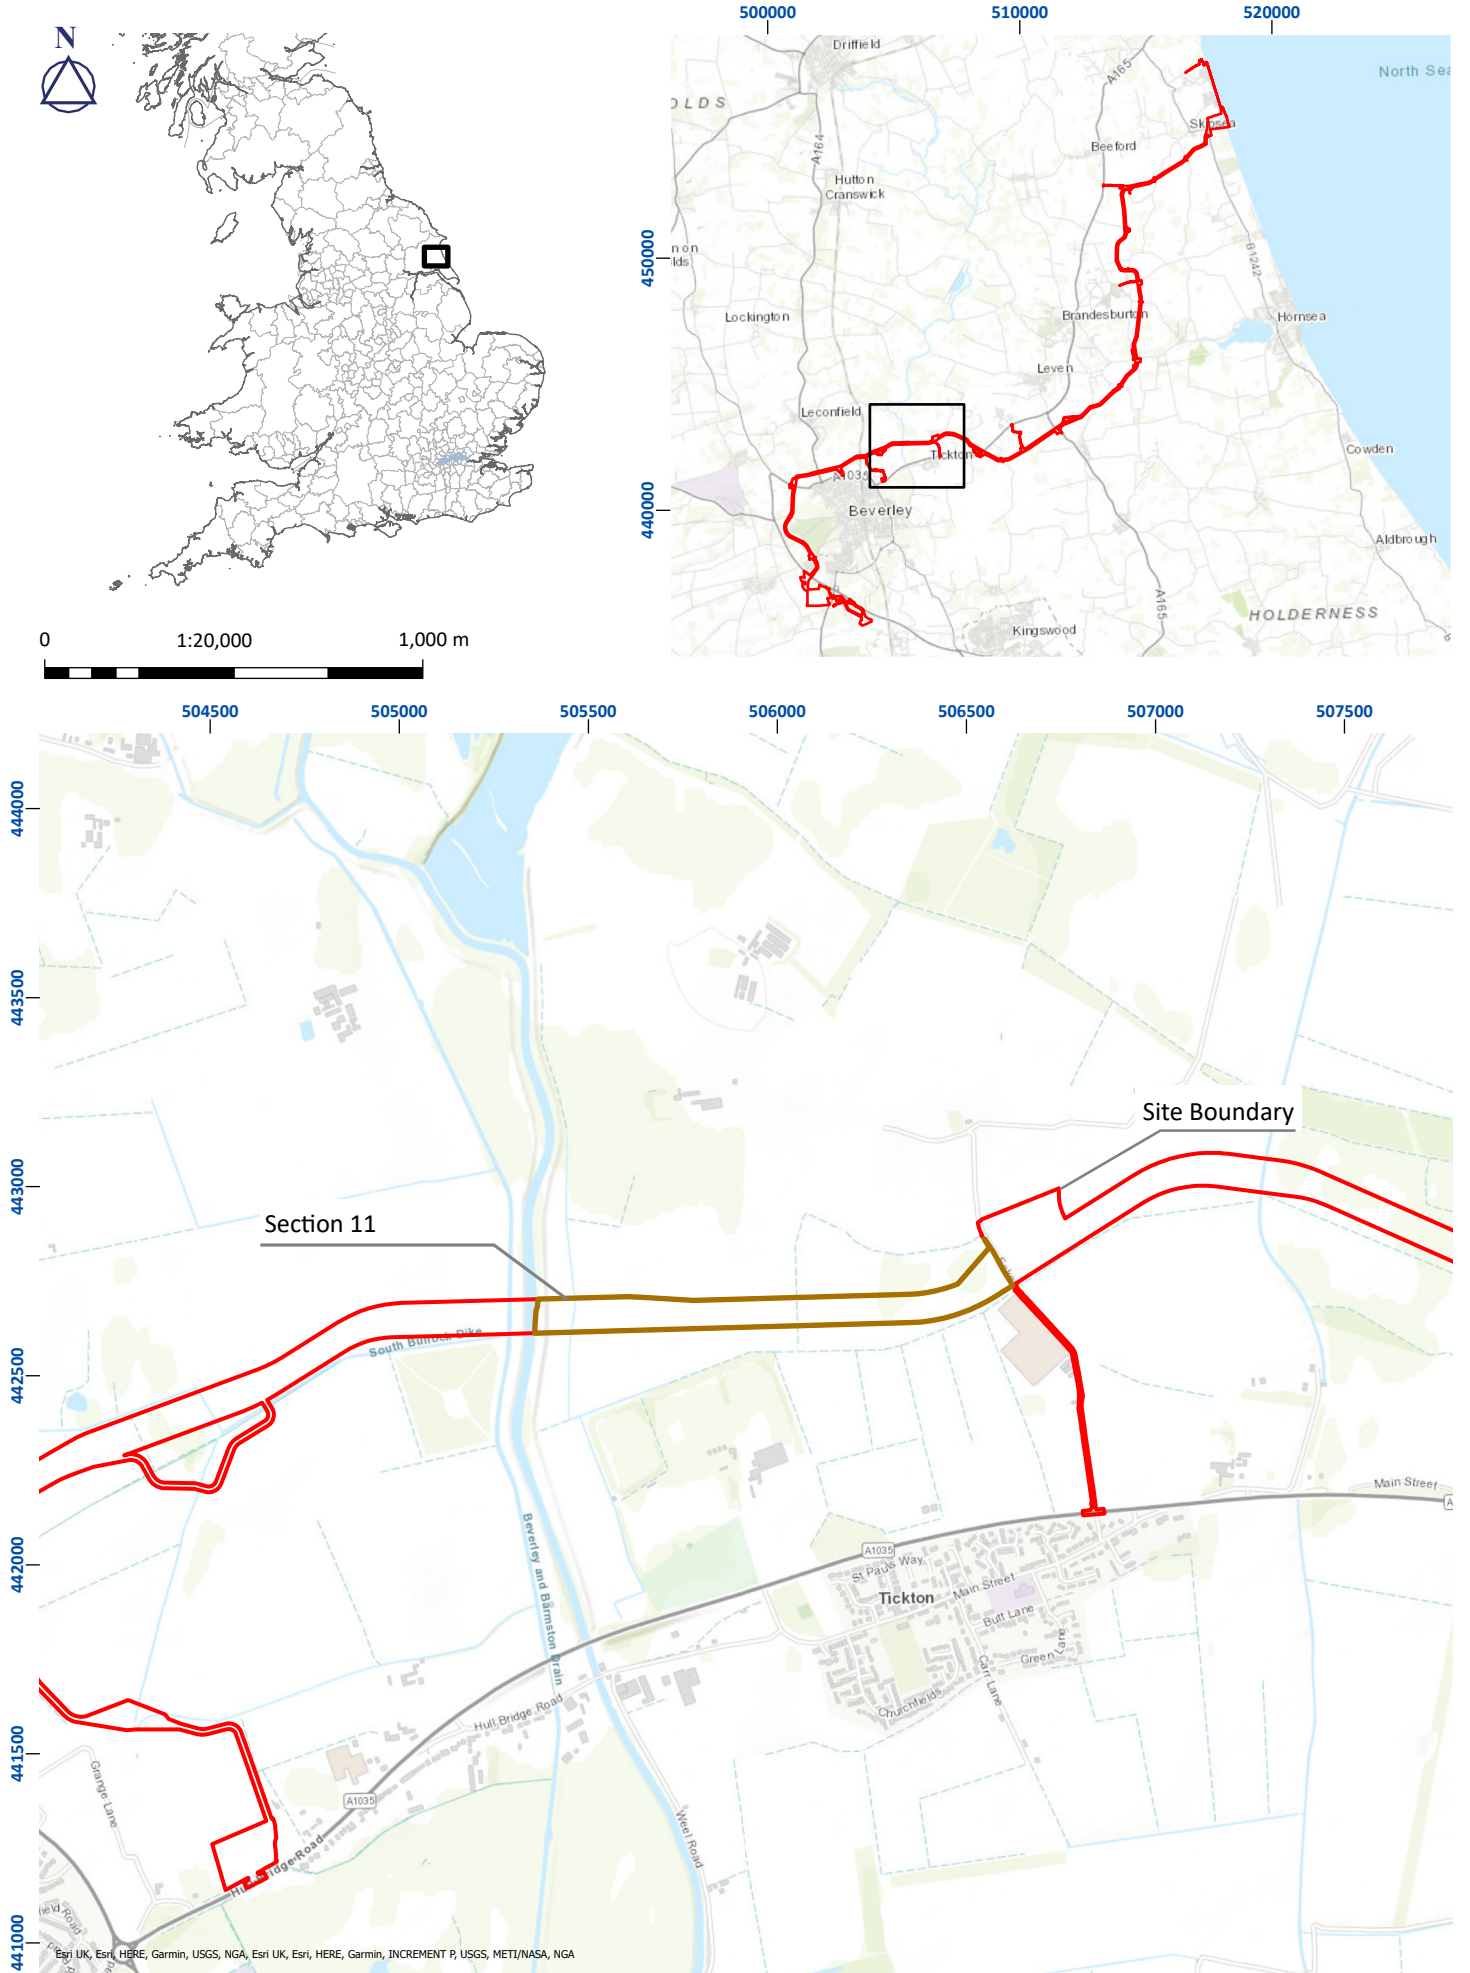 N
500000
510000
520000
450000
440000
Driffield
North Sea
OLDS
A165
Skipsea
Beeford
A164
Hutton
Cranswick
B1242
Lockington
Brandesburton
Hornsea
Leven
Leconfield
Tickton
Cowden
A1035
Beverley
Aldbrough
A165
HOLDERNESS
Kingswood
0
1:20,000
1,000 m
504500
505000
505500
506000
506500
507000
507500
444000
443500
443000
442500
442000
441500
441000
Site Boundary
Section 11
South Bullock Dike
Main Street
A1035
St Pauls Way
Main Street
Tickton
Butt Lane
Green Lane
Carr Lane
Churchfields
Beverley and Barmston Drain
Hull Bridge Road
Grange Lane
A1035
Weel Road
Hull Bridge Road
Esri UK, Esri, HERE, Garmin, USGS, NGA, Esri UK, Esri, HERE, Garmin, INCREMENT P, USGS, METI/NASA, NGA